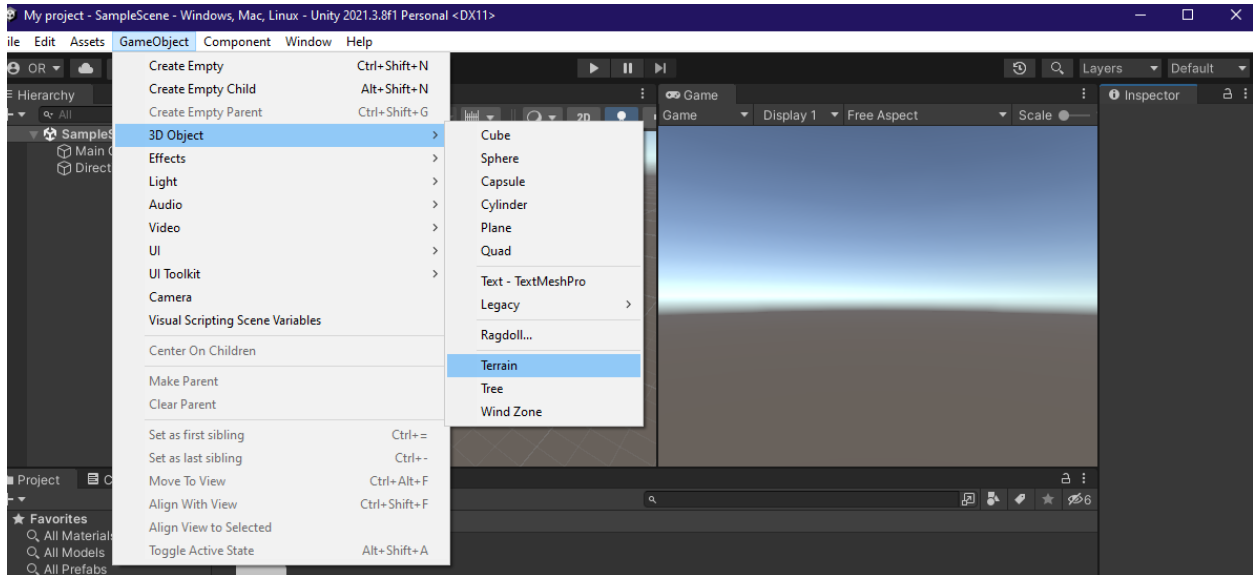 My project - SampleScene - Windows, Mac, Linux - Unity 2021.3.8f1 Personal <DX11>
ile Edit Assets GameObject Component Window Help
OR Layers Default
Hierarchy
All
SampleS
Main C
Direct
Create Empty Ctrl+Shift+N
Create Empty Child Alt+Shift+N
Create Empty Parent Ctrl+Shift+G
3D Object >
Effects >
Light >
Audio >
Video >
UI >
UI Toolkit >
Camera
Visual Scripting Scene Variables
Center On Children
Make Parent
Clear Parent
Set as first sibling Ctrl+=
Set as last sibling Ctrl+-
Move To View Ctrl+Alt+F
Align With View Ctrl+Shift+F
Align View to Selected
Toggle Active State Alt+Shift+A
2D
Cube
Sphere
Capsule
Cylinder
Plane
Quad
Text - TextMeshPro
Legacy >
Ragdoll...
Terrain
Tree
Wind Zone
Game
Game Display 1 Free Aspect Scale
Inspector
Project C
6
Favorites
All Material
All Models
All Prefabs